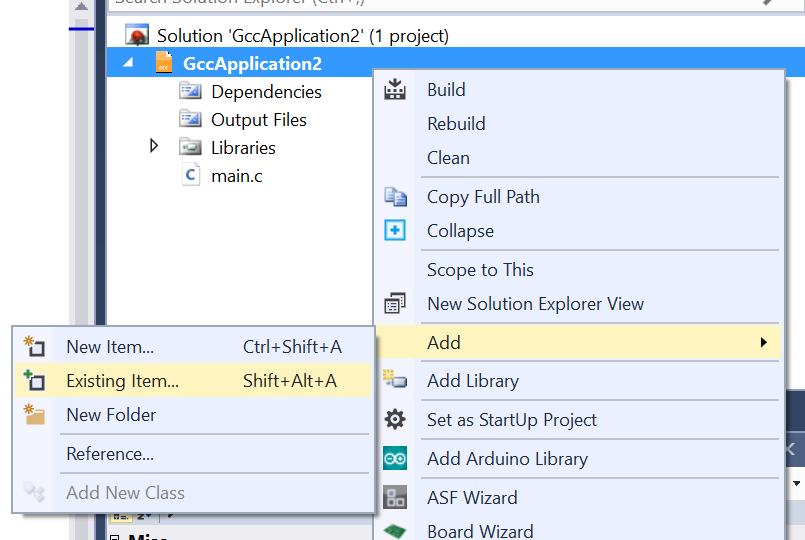 Search Solution Explorer (Ctrl+;)
Solution 'GccApplication2' (1 project)
GccApplication2
Dependencies
Output Files
Libraries
main.c
Build
Rebuild
Clean
Copy Full Path
Collapse
Scope to This
New Solution Explorer View
Add
Add Library
Set as StartUp Project
Add Arduino Library
ASF Wizard
Board Wizard
New Item... Ctrl+Shift+A
Existing Item... Shift+Alt+A
New Folder
Reference...
Add New Class
Misc